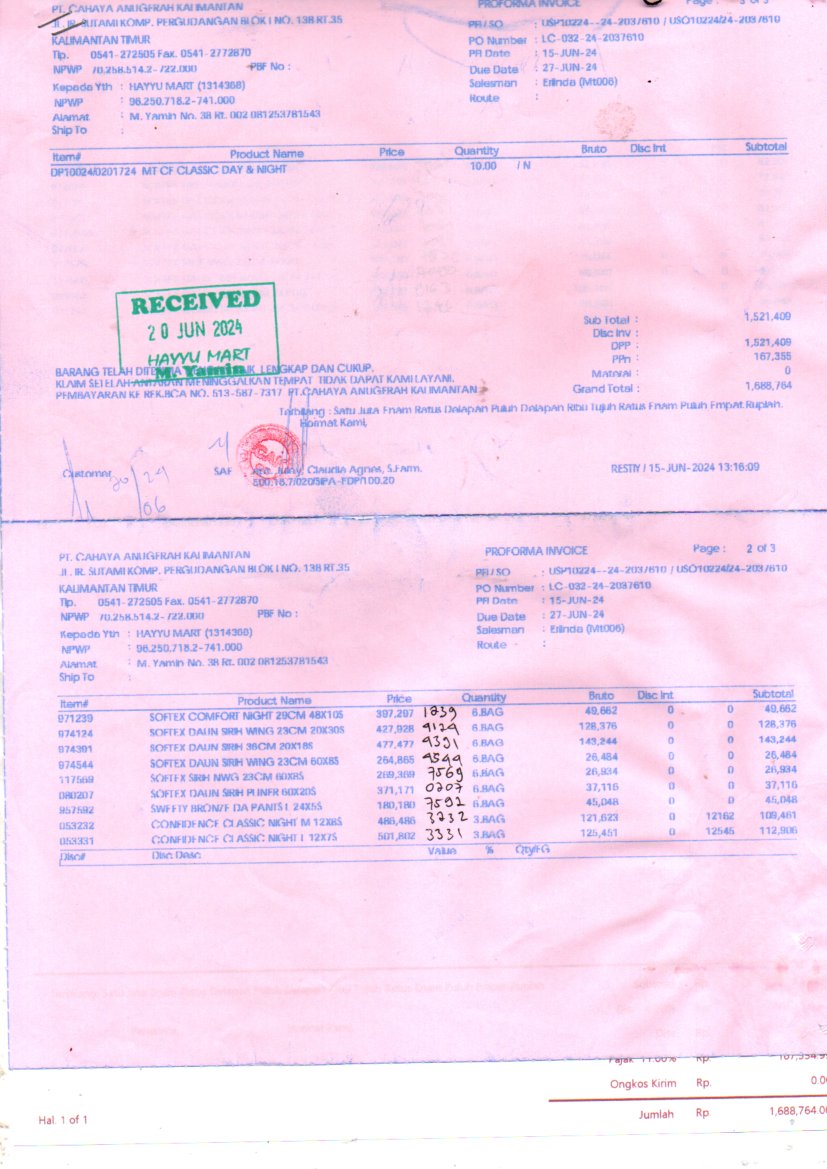 PT. CAHAYA ANUGERAH KALIMANTAN
JL. IR. SUTAMI KOMP. PERGUDANGAN BLOK I NO. 138 RT.35
KALIMANTAN TIMUR
Tlp. 0541-272505 Fax. 0541-2772870
NPWP 70.258.514.2-722.000 PBF No :
Kepada Yth : HAYYU MART (1314368)
NPWP : 96.250.718.2-741.000
Alamat : M. Yamin No. 38 Rt. 002 081253781543
Ship To :
PROFORMA INVOICE Page : 3 of 3
PFI / SO : USP10224--24-2037610 / USO10224/24-2037610
PO Number : LC-032-24-2037610
PFI Date : 15-JUN-24
Due Date : 27-JUN-24
Salesman : Erlinda (Mt006)
Route :
Item# Product Name Price Quantity Bruto Disc Int Subtotal
DP10024/0201724 MT CF CLASSIC DAY & NIGHT 10.00 / N
RECEIVED
20 JUN 2024
HAYYU MART
M. Yamin
Sub Total : 1,521,409
Disc Inv :
DPP : 1,521,409
PPn : 167,355
Materai : 0
Grand Total : 1,688,764
BARANG TELAH LENGKAP DAN CUKUP.
KLAIM SETELAH ANTARAN MENINGGALKAN TEMPAT TIDAK DAPAT KAMI LAYANI.
PEMBAYARAN KE REK.BCA NO. 513-587-7317 PT.CAHAYA ANUGERAH KALIMANTAN
Terbilang : Satu Juta Enam Ratus Delapan Puluh Delapan Ribu Tujuh Ratus Enam Puluh Empat Rupiah.
Hormat Kami,
Customer SAF Claudia Agnes, S.Farm. RESTIY / 15-JUN-2024 13:16:09
20/24
/06
PT. CAHAYA ANUGERAH KALIMANTAN
JL. IR. SUTAMI KOMP. PERGUDANGAN BLOK I NO. 138 RT.35
KALIMANTAN TIMUR
Tlp. 0541-272505 Fax. 0541-2772870
NPWP 70.258.514.2-722.000 PBF No :
Kepada Yth : HAYYU MART (1314368)
NPWP : 96.250.718.2-741.000
Alamat : M. Yamin No. 38 Rt. 002 081253781543
Ship To :
PROFORMA INVOICE Page : 2 of 3
PFI / SO : USP10224--24-2037610 / USO10224/24-2037610
PO Number : LC-032-24-2037610
PFI Date : 15-JUN-24
Due Date : 27-JUN-24
Salesman : Erlinda (Mt006)
Route :
Item# Product Name Price Quantity Bruto Disc Int Subtotal
971239 SOFTEX COMFORT NIGHT 29CM 48X10S 397,297 1239 6.BAG 49,662 0 0 49,662
974124 SOFTEX DAUN SIRIH WING 23CM 20X30S 427,928 4124 6.BAG 128,376 0 0 128,376
974391 SOFTEX DAUN SIRIH 36CM 20X18S 477,477 4391 6.BAG 143,244 0 0 143,244
974544 SOFTEX DAUN SIRIH WING 23CM 60X8S 264,865 4544 6.BAG 26,484 0 0 26,484
117569 SOFTEX SIRIH NWG 23CM 60X8S 269,369 7569 6.BAG 26,934 0 0 26,934
080207 SOFTEX DAUN SIRIH PLINER 60X20S 371,171 0207 6.BAG 37,116 0 0 37,116
957592 SWEETY BRONZE DA PANTS L 24X5S 180,180 7592 6.BAG 45,048 0 0 45,048
053232 CONFIDENCE CLASSIC NIGHT M 12X8S 486,486 3232 3.BAG 121,623 0 12162 109,461
053331 CONFIDENCE CLASSIC NIGHT L 12X7S 501,802 3331 3.BAG 125,451 0 12545 112,906
Disc# Disc Desc Value % Qty/FG
Pajak 11.00% Rp.
Ongkos Kirim Rp. 0.00
Hal. 1 of 1
Jumlah Rp. 1,688,764.00